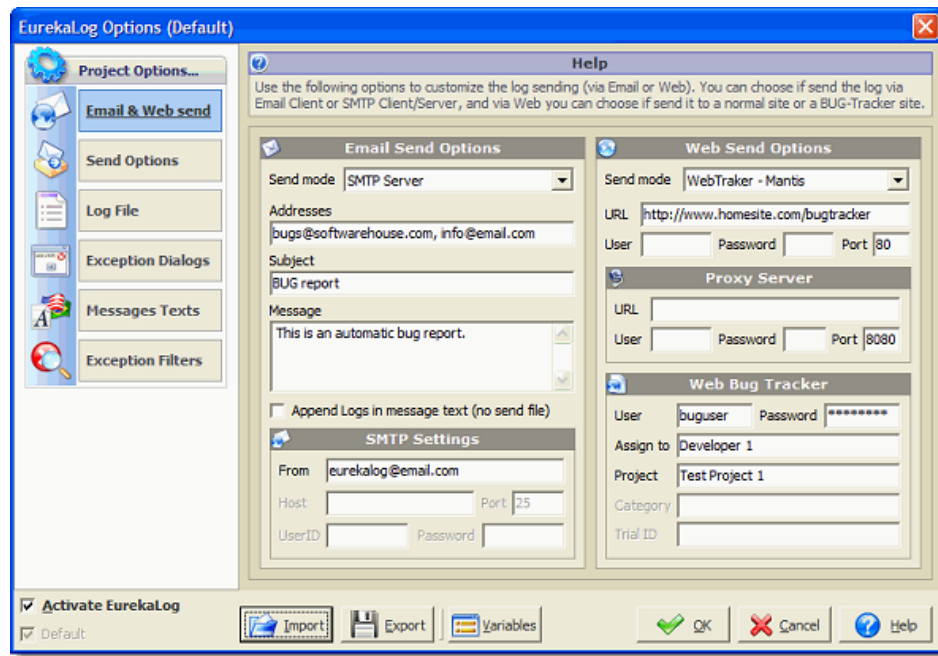 EurekaLog Options (Default)
Project Options...
Email & Web send
Send Options
Log File
Exception Dialogs
Messages Texts
Exception Filters
Help
Use the following options to customize the log sending (via Email or Web). You can choose if send the log via
Email Client or SMTP Client/Server, and via Web you can choose if send it to a normal site or a BUG-Tracker site.
Email Send Options
Send mode SMTP Server
Addresses
bugs@softwarehouse.com, info@email.com
Subject
BUG report
Message
This is an automatic bug report.
Append Logs in message text (no send file)
SMTP Settings
From eurekalog@email.com
Host Port 25
UserID Password
Web Send Options
Send mode WebTraker - Mantis
URL http://www.homesite.com/bugtracker
User Password Port 80
Proxy Server
URL
User Password Port 8080
Web Bug Tracker
User buguser Password ********
Assign to Developer 1
Project Test Project 1
Category
Trial ID
Activate EurekaLog
Default
Import Export Variables OK Cancel Help